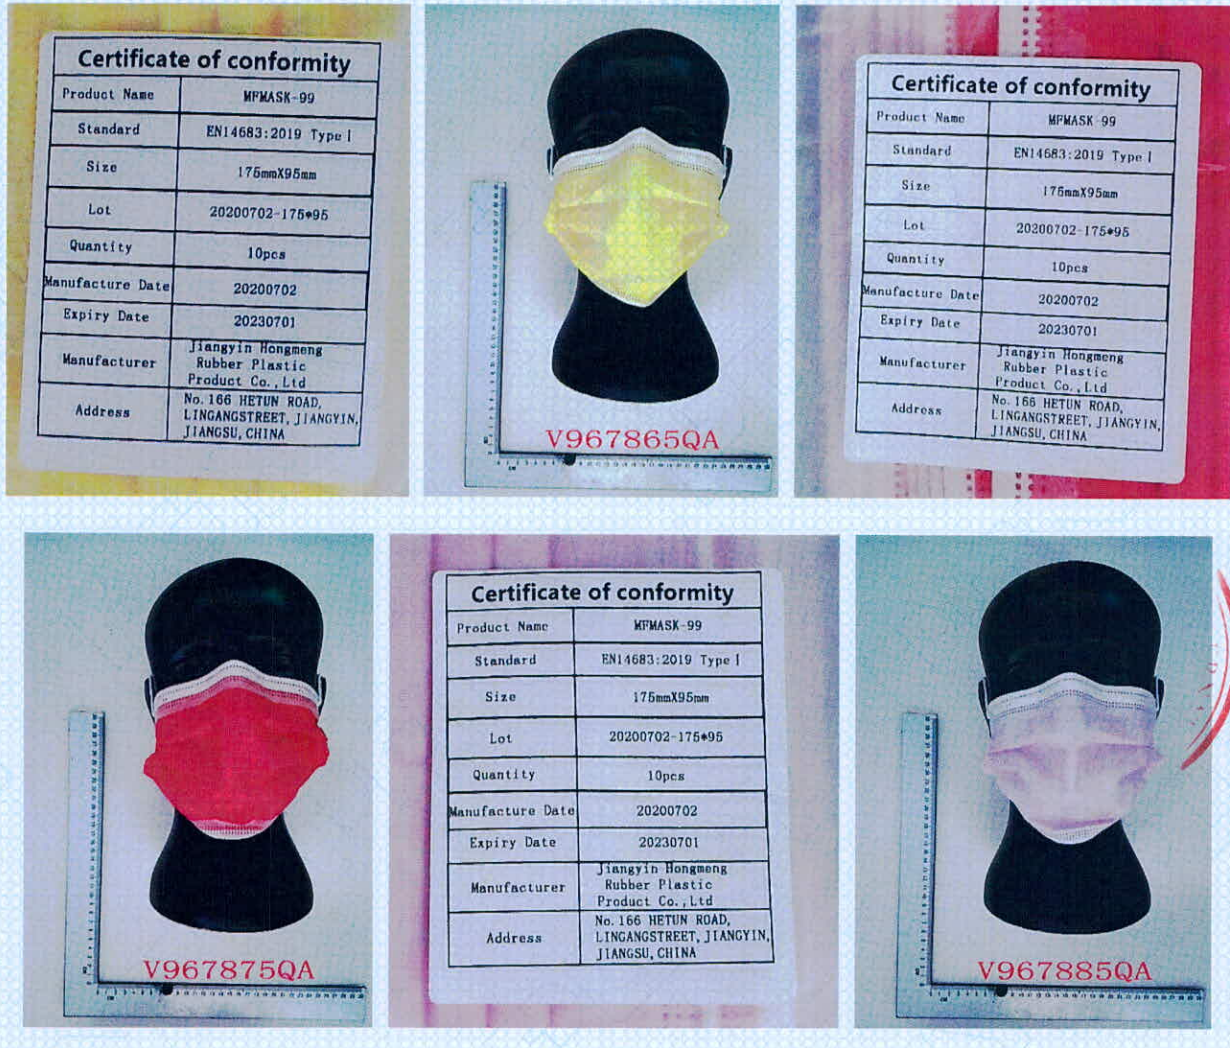 Certificate of conformity
Product Name MFMASK-99
Standard EN14683:2019 Type I
Size 175mmX95mm
Lot 20200702-175*95
Quantity 10pcs
Manufacture Date 20200702
Expiry Date 20230701
Manufacturer Jiangyin Hongmeng
Rubber Plastic
Product Co., Ltd
Address No. 166 HETUN ROAD,
LINGANGSTREET, JIANGYIN,
JIANGSU, CHINA
V967865QA
Certificate of conformity
Product Name MFMASK-99
Standard EN14683:2019 Type I
Size 175mmX95mm
Lot 20200702-175*95
Quantity 10pcs
Manufacture Date 20200702
Expiry Date 20230701
Manufacturer Jiangyin Hongmeng
Rubber Plastic
Product Co., Ltd
Address No. 166 HETUN ROAD,
LINGANGSTREET, JIANGYIN,
JIANGSU, CHINA
V967875QA
Certificate of conformity
Product Name MFMASK-99
Standard EN14683:2019 Type I
Size 175mmX95mm
Lot 20200702-175*95
Quantity 10pcs
Manufacture Date 20200702
Expiry Date 20230701
Manufacturer Jiangyin Hongmeng
Rubber Plastic
Product Co., Ltd
Address No. 166 HETUN ROAD,
LINGANGSTREET, JIANGYIN,
JIANGSU, CHINA
V967885QA